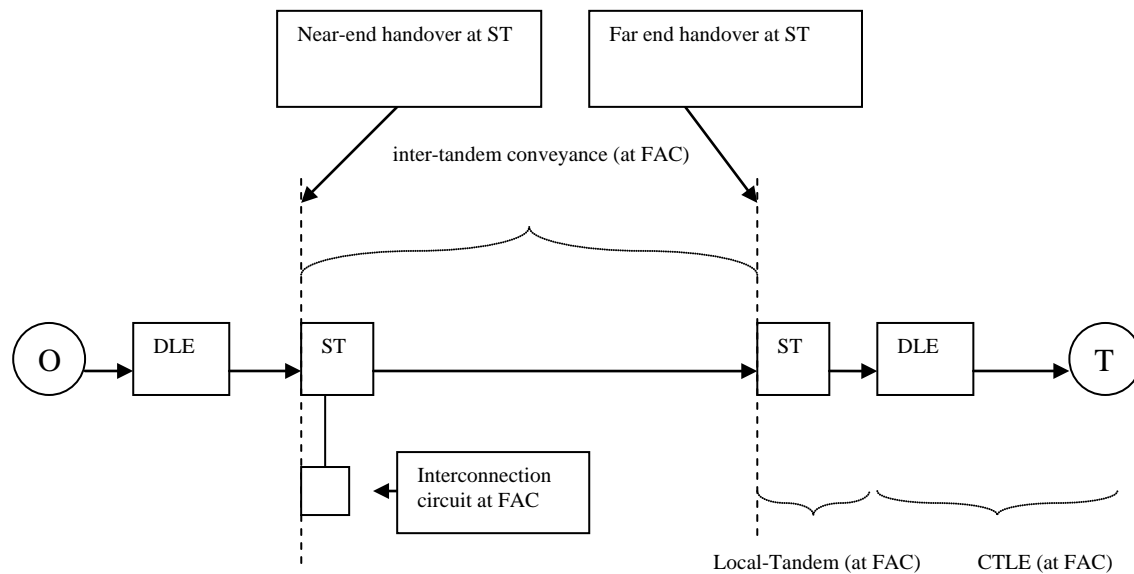 Near-end handover at ST
Far end handover at ST
inter-tandem conveyance (at FAC)
O
DLE
ST
ST
DLE
T
Interconnection
circuit at FAC
Local-Tandem (at FAC)
CTLE (at FAC)